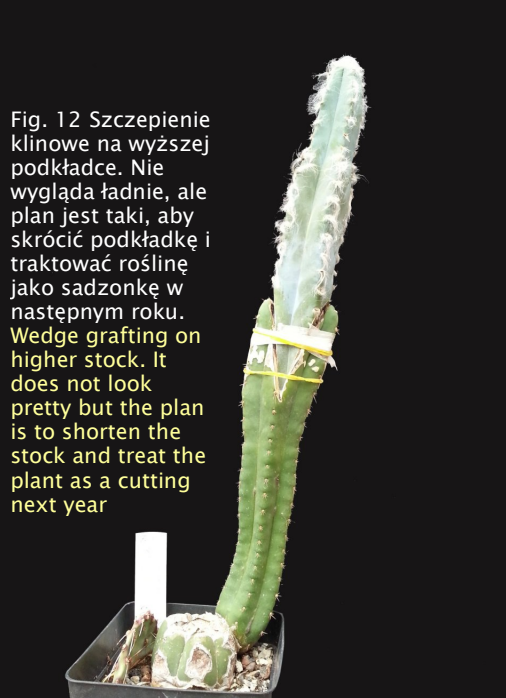 Fig. 12 Szczepienie
klinowe na wyższej
podkładce. Nie
wygląda ładnie, ale
plan jest taki, aby
skrócić podkładkę i
traktować roślinę
jako sadzonkę w
następnym roku.
Wedge grafting on
higher stock. It
does not look
pretty but the plan
is to shorten the
stock and treat the
plant as a cutting
next year